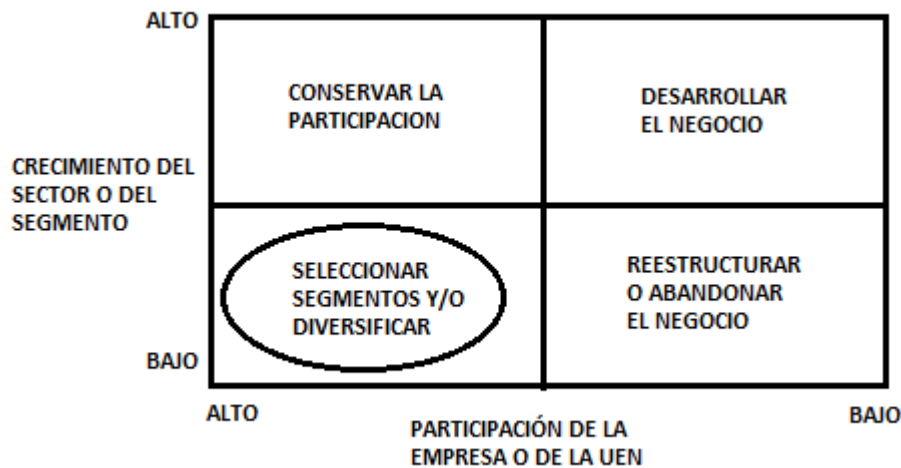 ALTO
CONSERVAR LA
PARTICIPACION
DESARROLLAR
EL NEGOCIO
CRECIMIENTO DEL
SECTOR O DEL
SEGMENTO
SELECCIONAR
SEGMENTOS Y/O
DIVERSIFICAR
REESTRUCTURAR
O ABANDONAR
EL NEGOCIO
BAJO
ALTO
PARTICIPACIÓN DE LA
EMPRESA O DE LA UEN
BAJO